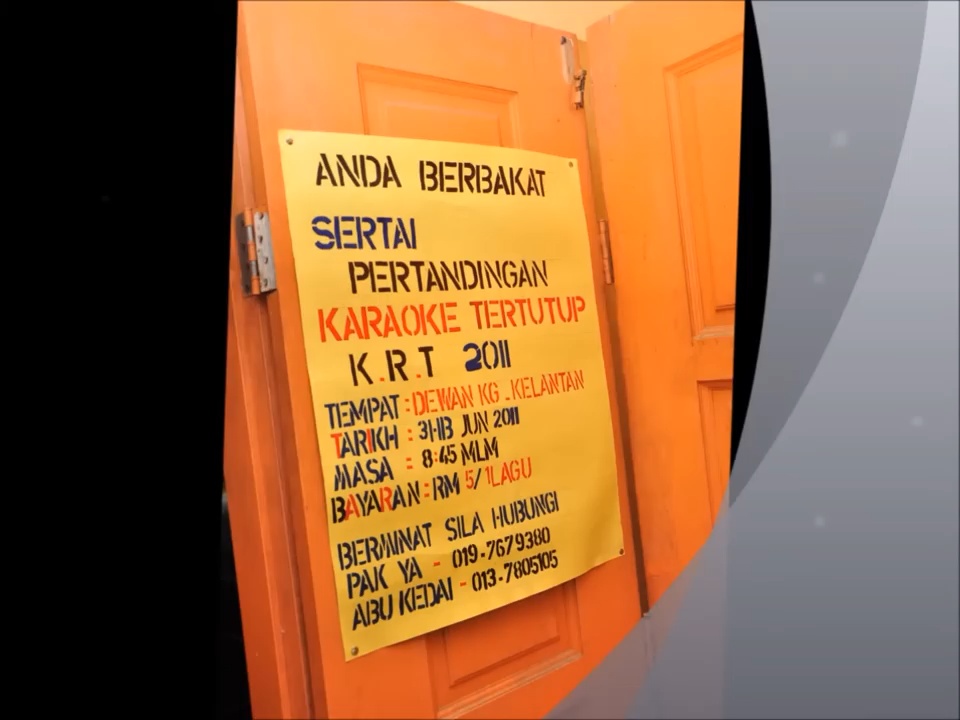 ANDA BERBAKAT
SERTAI
PERTANDINGAN
KARAOKE TERTUTUP
K.R.T 2011
TEMPAT : DEWAN KG. KELANTAN
TARIKH : 3HB JUN 2011
MASA : 8:45 MLM
BAYARAN : RM 5/1LAGU
BERMINAT SILA HUBUNGI
PAK YA - 019-7679380
ABU KEDAI - 013-7805105